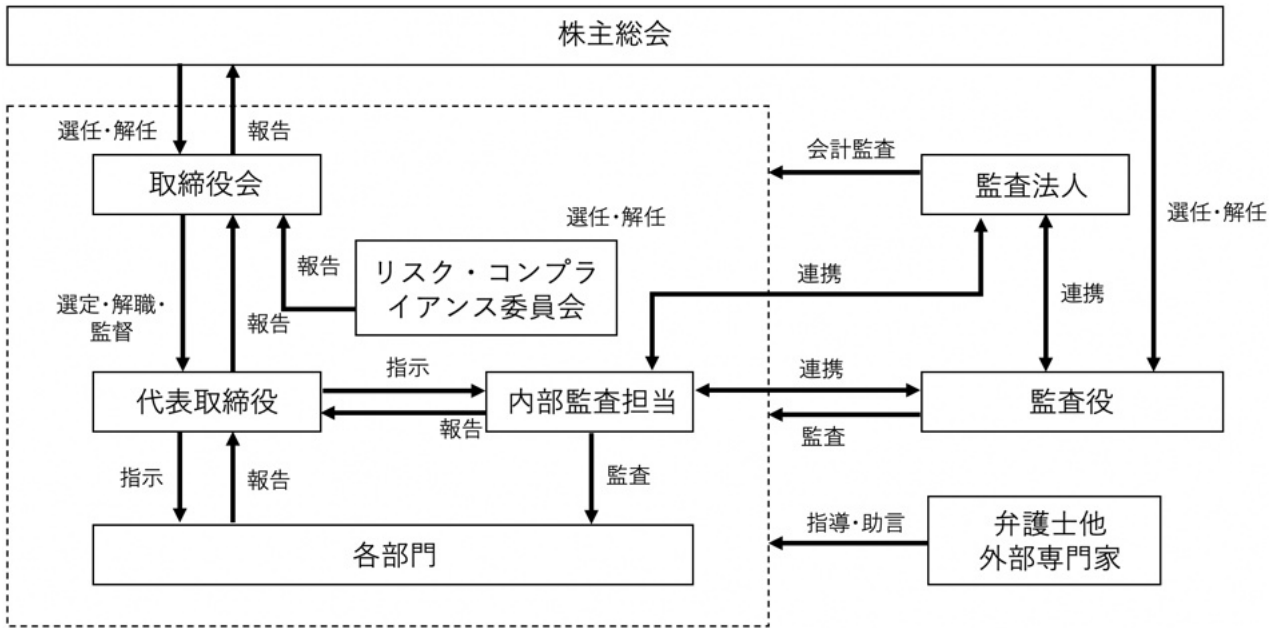 株主総会
選任・解任
報告
会計監査
取締役会
監査法人
選任・解任
選任・解任
報告
リスク・コンプラ
イアンス委員会
連携
連携
選定・解職・
監督
報告
指示
連携
代表取締役
内部監査担当
監査役
報告
監査
指示
報告
監査
指導・助言
弁護士他
外部専門家
各部門